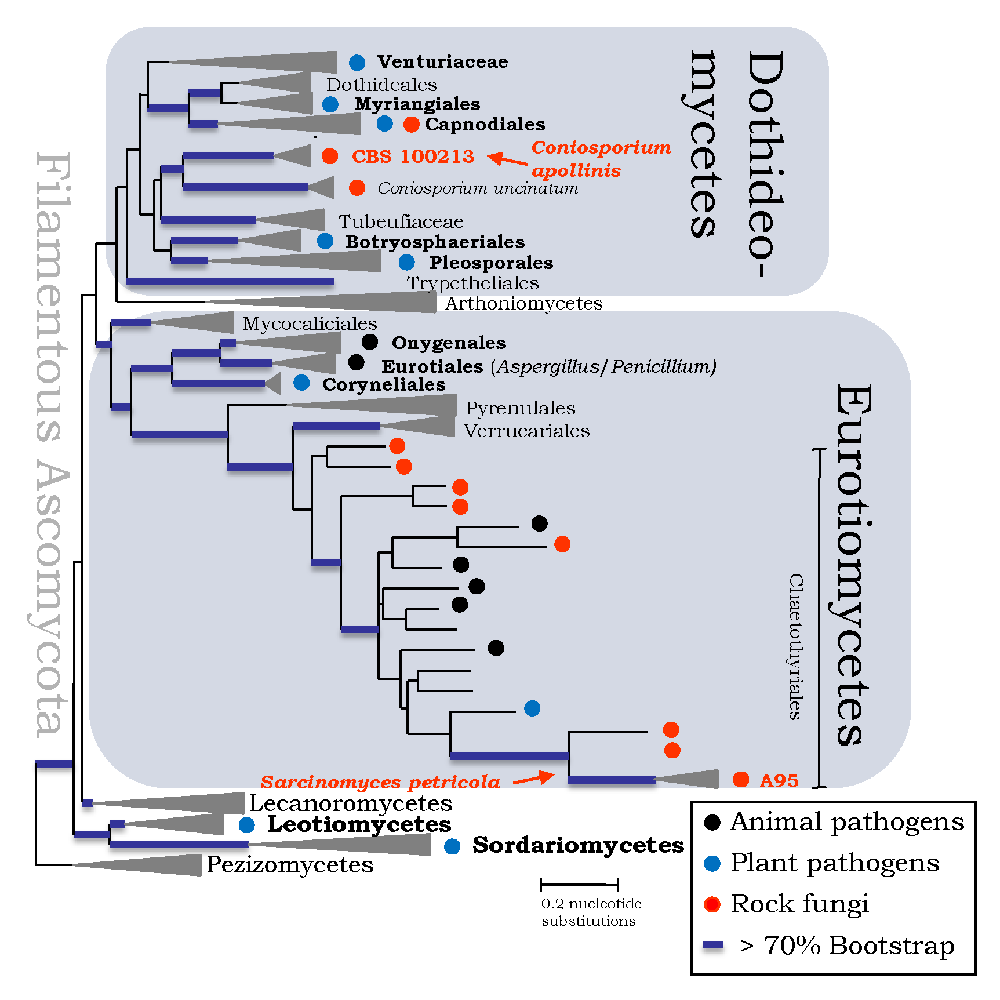 Filamentous Ascomycota
Dothideo-
mycetes
Venturiaceae
Dothideales
Myriangiales
Capnodiales
CBS 100213
Coniosporium
apollinis
Coniosporium uncinatum
Tubeufiaceae
Botryosphaeriales
Pleosporales
Trypetheliales
Arthoniomycetes
Mycocaliciales
Onygenales
Eurotiales (Aspergillus/Penicillium)
Coryneliales
Pyrenulales
Verrucariales
Eurotiomycetes
Chaetothyriales
Sarcinomyces petricola
A95
Lecanoromycetes
Leotiomycetes
Sordariomycetes
Pezizomycetes
0.2 nucleotide
substitutions
Animal pathogens
Plant pathogens
Rock fungi
> 70% Bootstrap